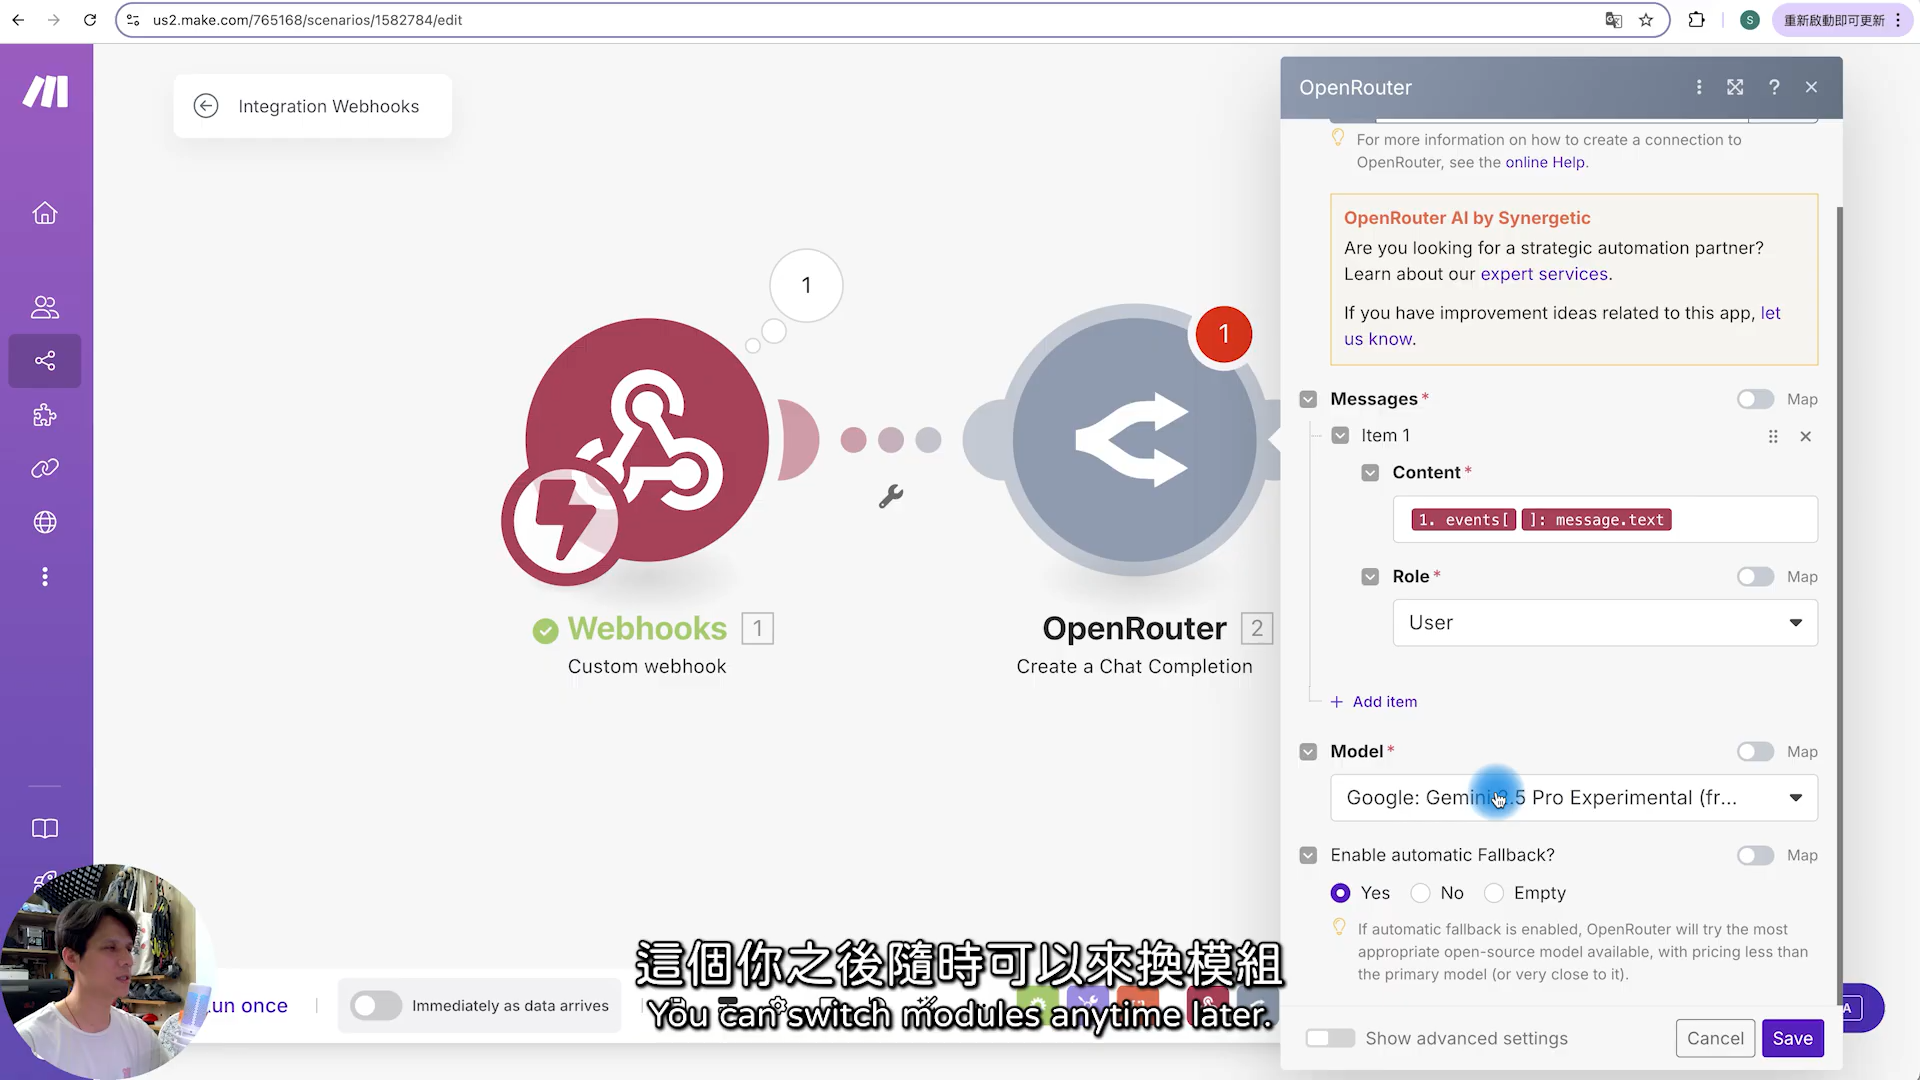 us2.make.com/765168/scenarios/1582784/edit
S
重新啟動即可更新
Integration Webhooks
OpenRouter
?
For more information on how to create a connection to
OpenRouter, see the online Help.
OpenRouter AI by Synergetic
Are you looking for a strategic automation partner?
Learn about our expert services.
If you have improvement ideas related to this app, let
us know.
1
1
Messages*
Map
Item 1
Content*
1. events[ ]: message.text
Role*
Map
User
Webhooks 1
Custom webhook
OpenRouter 2
Create a Chat Completion
+ Add item
Model*
Map
Google: Gemini 2.5 Pro Experimental (fr...
Enable automatic Fallback?
Map
Yes
No
Empty
If automatic fallback is enabled, OpenRouter will try the most
appropriate open-source model available, with pricing less than
the primary model (or very close to it).
這個你之後隨時可以來換模組
You can switch modules anytime later.
un once
Immediately as data arrives
Show advanced settings
Cancel
Save